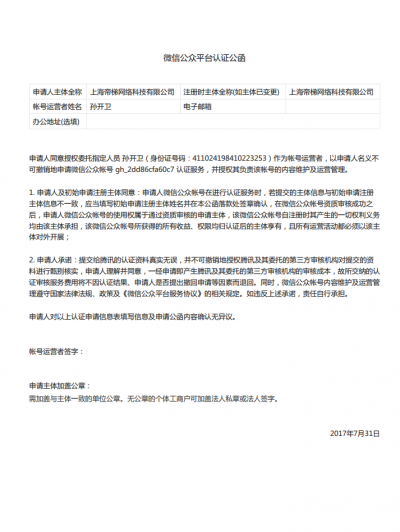 微信公众平台认证公函
申请人主体全称 上海帝梯网络科技有限公司 注册时主体全称(如主体已变更) 上海帝梯网络科技有限公司
帐号运营者姓名 孙开卫 电子邮箱
办公地址(选填)
申请人同意授权委托指定人员 孙开卫（身份证号码：411024198410223253）作为帐号运营者，以申请人名义不
可撤销地申请微信公众帐号 gh_2dd86cfa60c7 认证服务，并授权其负责该帐号的内容维护及运营管理。
1. 申请人及初始申请注册主体同意：申请人微信公众帐号在进行认证服务时，若提交的主体信息与初始申请注册
主体信息不一致，应当填写初始申请主体姓名并在本公函落款处签章确认，在微信公众帐号资质审核成功之
后，申请人微信公众帐号的使用权属于通过资质审核的申请主体，该微信公众帐号自注册时其产生的一切权利义务
均由该主体承担，该微信公众帐号所获得的所有收益、权限均归认证后的主体享有，且所有运营活动都必须以该主
体对外开展；
2. 申请人承诺：提交给腾讯的认证资料真实无误，并不可撤销地授权腾讯及其委托的第三方审核机构对提交的资
料进行甄别核实，申请人理解并同意，一经申请即产生腾讯及其委托的第三方审核机构的审核成本，故所交纳的认
证审核服务费用将不因认证结果、申请人是否提出撤回申请等因素而退回。同时，微信公众帐号内容维护及运营管
理遵守国家法律法规、政策及《微信公众平台服务协议》的相关规定。如违反上述承诺，责任自行承担。
申请人对以上认证申请信息表填写信息及申请公函内容确认无异议。
帐号运营者签字：
申请主体加盖公章：
需加盖与主体一致的单位公章。无公章的个体工商户可加盖法人私章或法人签字。
2017年7月31日